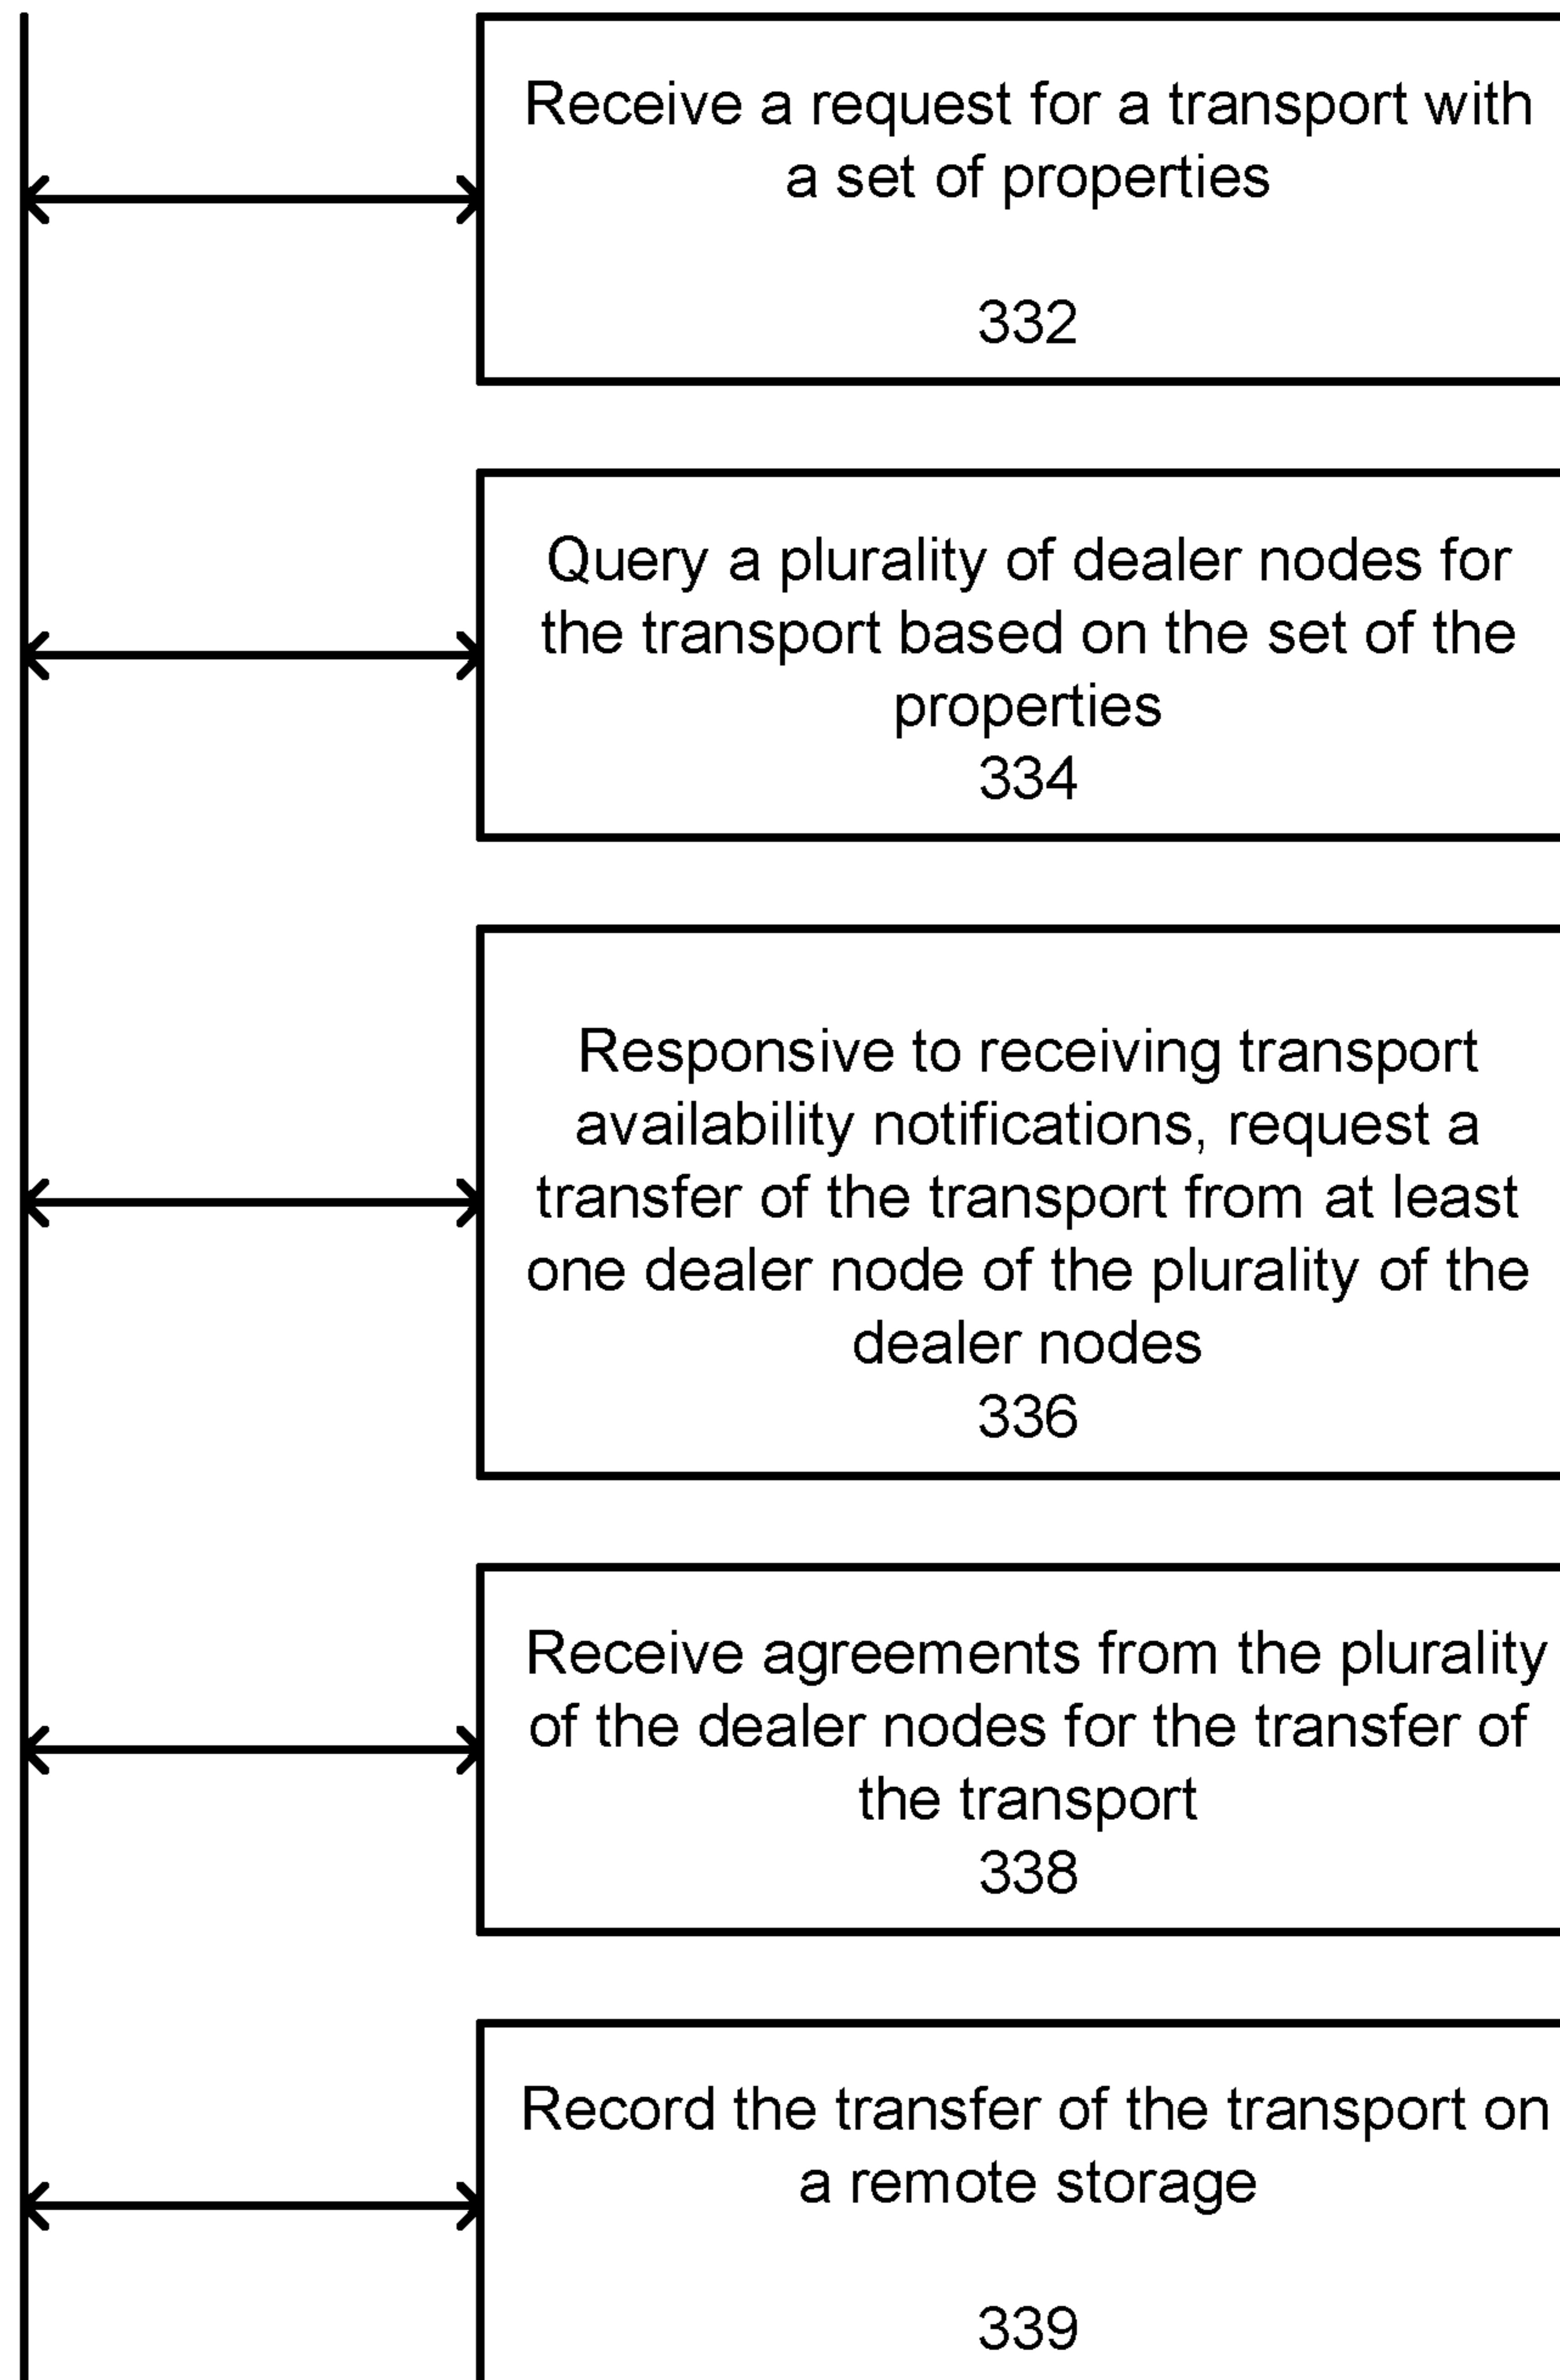 Receive a request for a transport with
a set of properties
332
Query a plurality of dealer nodes for
the transport based on the set of the
properties
334
Responsive to receiving transport
availability notifications, request a
transfer of the transport from at least
one dealer node of the plurality of the
dealer nodes
336
Receive agreements from the plurality
of the dealer nodes for the transfer of
the transport
338
Record the transfer of the transport on
a remote storage
339